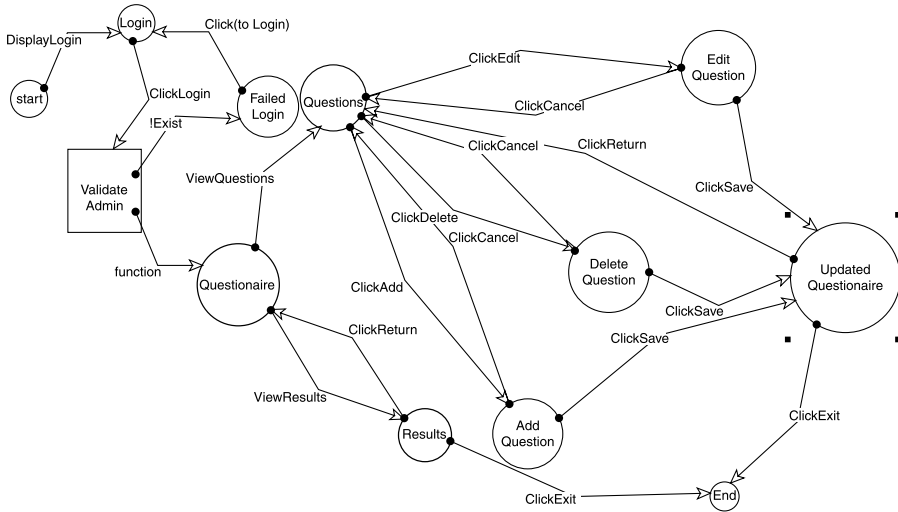 Login
Click(to Login)
DisplayLogin
start
ClickLogin
Failed
Login
!Exist
Questions
ClickEdit
Edit
Question
ClickCancel
ClickCancel
ClickReturn
Validate
Admin
ViewQuestions
ClickSave
ClickDelete
ClickCancel
function
Questionaire
Delete
Question
Updated
Questionaire
ClickAdd
ClickSave
ClickReturn
ClickSave
ViewResults
ClickExit
Results
Add
Question
ClickExit
End